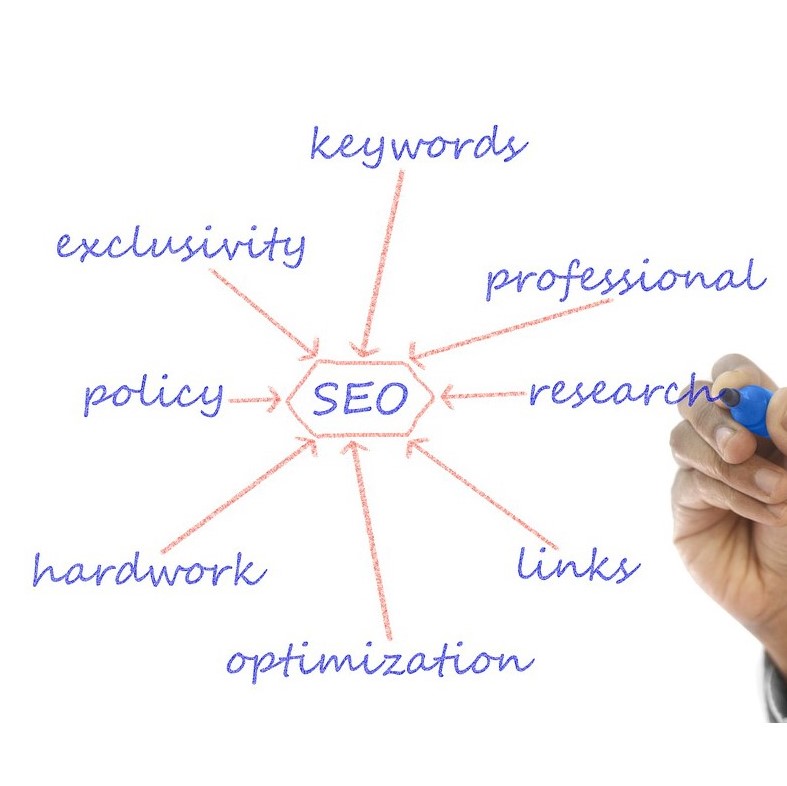 keywords
exclusivity
professional
policy
SEO
research
hardwork
links
optimization